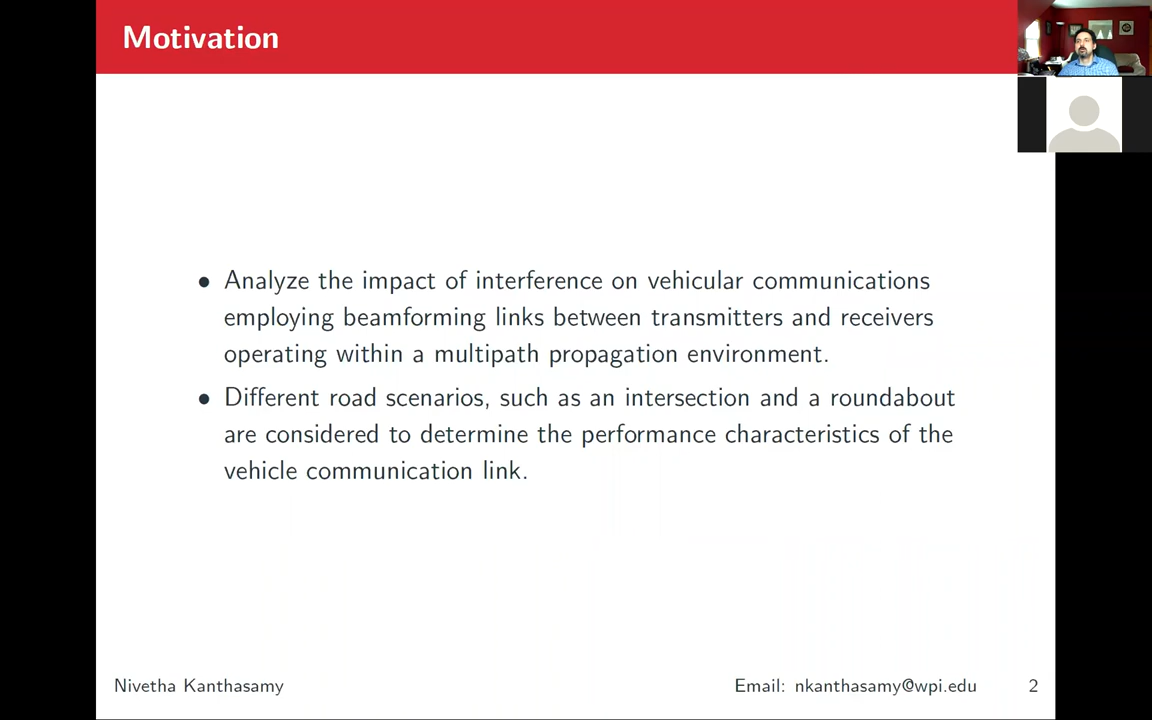 Motivation
• Analyze the impact of interference on vehicular communications
employing beamforming links between transmitters and receivers
operating within a multipath propagation environment.
• Different road scenarios, such as an intersection and a roundabout
are considered to determine the performance characteristics of the
vehicle communication link.
Nivetha Kanthasamy Email: nkanthasamy@wpi.edu 2